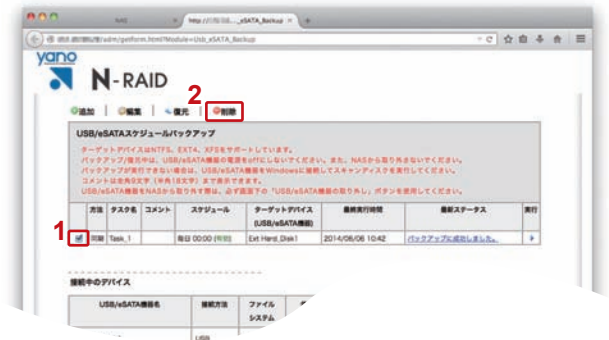 NAS
http://...eSATA_Backup
/adm/perform.html?Module=Usb_eSATA_Backup
yano
N-RAID
2
追加 | 編集 | 復元 | 削除
USB/eSATAスケジュールバックアップ
ターゲットデバイスはNTFS、EXT4、XFSをサポートしています。
バックアップ/復元中は、USB/eSATA機器の電源をoffにしないでください。また、NASから取り外さないでください。
バックアップが実行できない場合は、USB/eSATA機器をWindowsに接続してスキャンディスクを実行してください。
コメントは全角9文字（半角18文字）まで表示できます。
USB/eSATA機器をNASから取り外す際は、必ず画面下の「USB/eSATA機器の取り外し」ボタンを使用してください。
方法 タスク名 コメント スケジュール ターゲットデバイス 最終実行時間 最新ステータス 実行
(USB/eSATA機器)
1
同期 Task_1 毎日 00:00 (有効) Ext Hard_Disk1 2014/06/06 10:42 バックアップに成功しました。
接続中のデバイス
USB/eSATA機器名 接続方法 ファイル
システム
USB